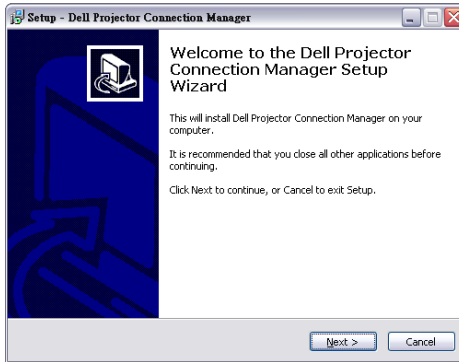 Setup - Dell Projector Connection Manager
Welcome to the Dell Projector
Connection Manager Setup
Wizard
This will install Dell Projector Connection Manager on your
computer.
It is recommended that you close all other applications before
continuing.
Click Next to continue, or Cancel to exit Setup.
Next >
Cancel